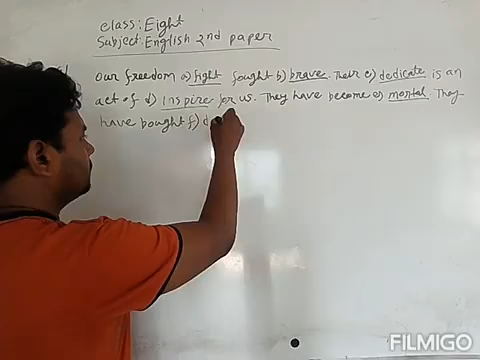 Class: Eight
Subject: English 2nd paper
Our freedom a) fight fought b) brave. Their c) dedicate is an
act of d) inspire for us. They have become e) mortal. They
have bought f) d
FILMIGO